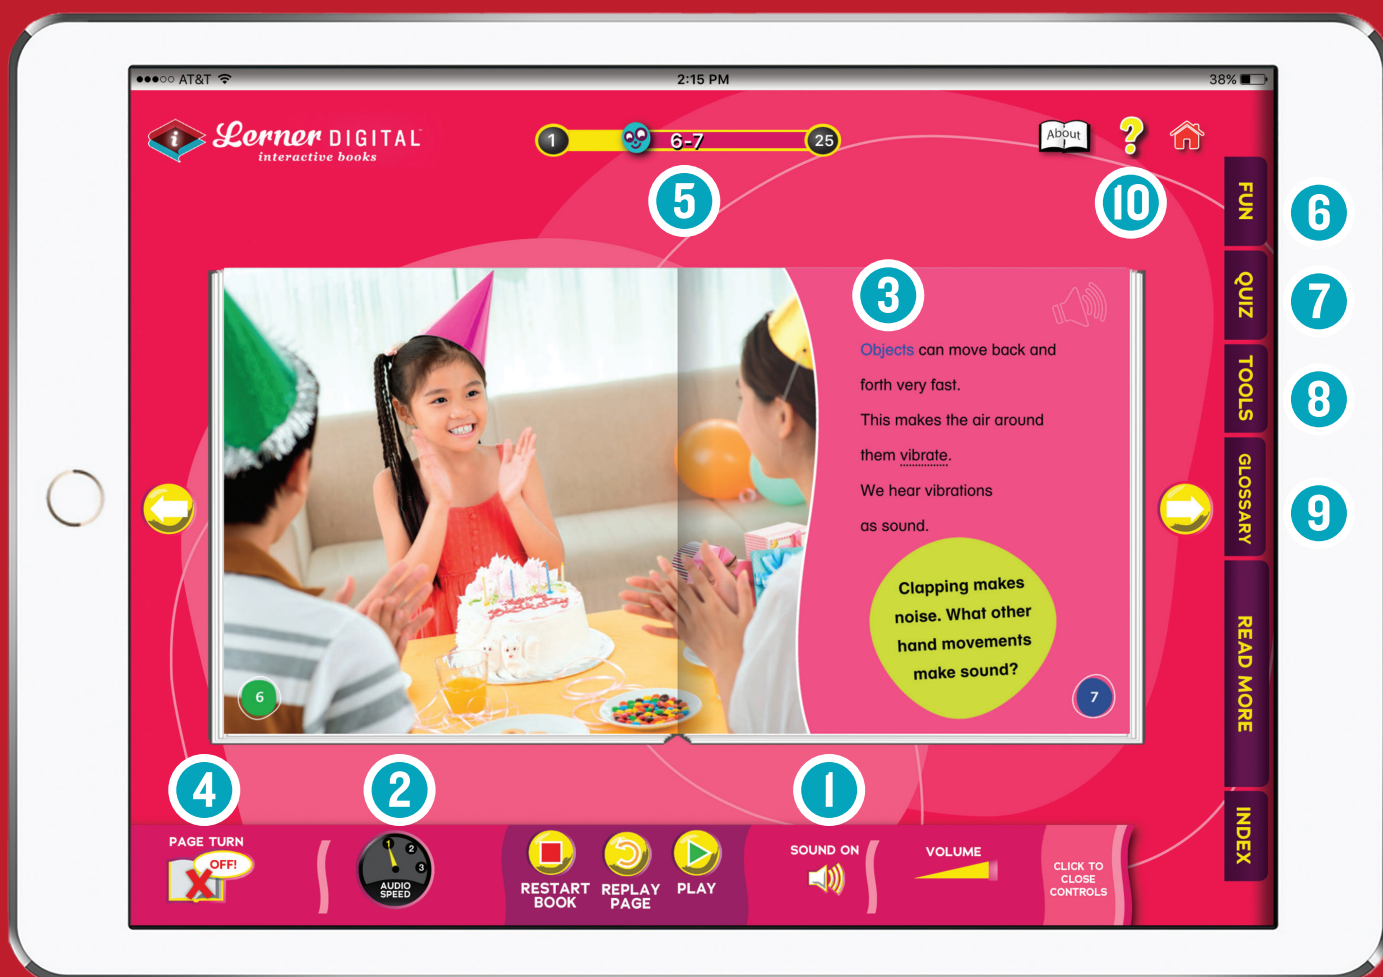 AT&T
2:15 PM
38%
i
Lerner DIGITAL™
interactive books
1
6-7
25
About
?
5
10
FUN
6
QUIZ
7
TOOLS
8
GLOSSARY
9
READ MORE
INDEX
3
Objects can move back and
forth very fast.
This makes the air around
them vibrate.
We hear vibrations
as sound.
Clapping makes
noise. What other
hand movements
make sound?
Happy
Birthday
6
7
4
2
1
PAGE TURN
OFF!
X
1
2
3
AUDIO
SPEED
RESTART
BOOK
REPLAY
PAGE
PLAY
SOUND ON
VOLUME
CLICK TO
CLOSE
CONTROLS